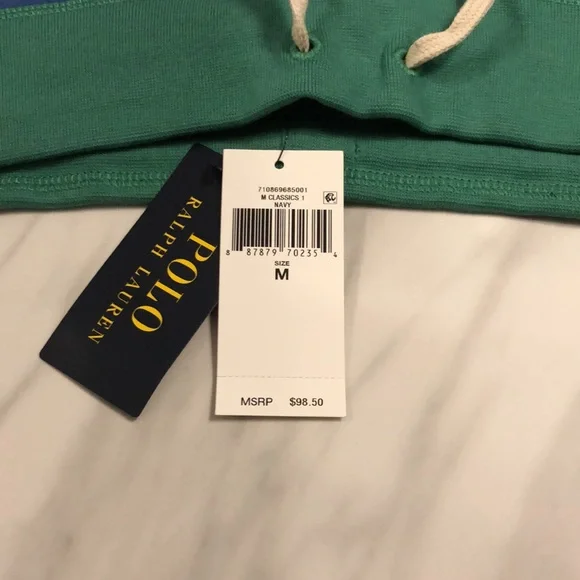 POLO
RALPH LAUREN
710869685001
M CLASSICS 1
NAVY
8 87879 70235 4
SIZE
M
MSRP $98.50